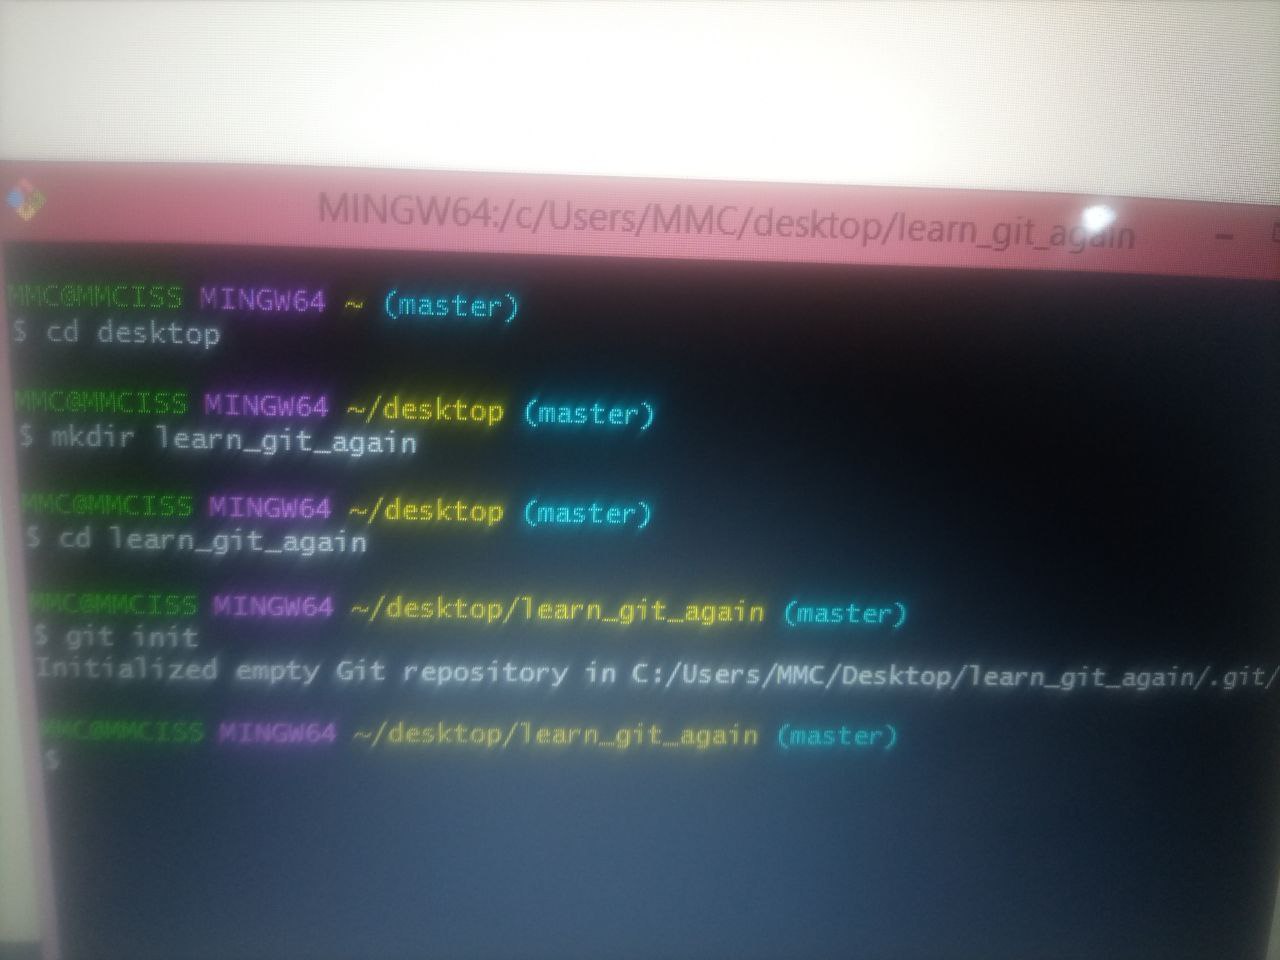 MINGW64:/c/Users/MMC/desktop/learn_git_again
MMC@MMCISS MINGW64 ~ (master)
$ cd desktop
MMC@MMCISS MINGW64 ~/desktop (master)
$ mkdir learn_git_again
MMC@MMCISS MINGW64 ~/desktop (master)
$ cd learn_git_again
MMC@MMCISS MINGW64 ~/desktop/learn_git_again (master)
$ git init
Initialized empty Git repository in C:/Users/MMC/Desktop/learn_git_again/.git/
MMC@MMCISS MINGW64 ~/desktop/learn_git_again (master)
$